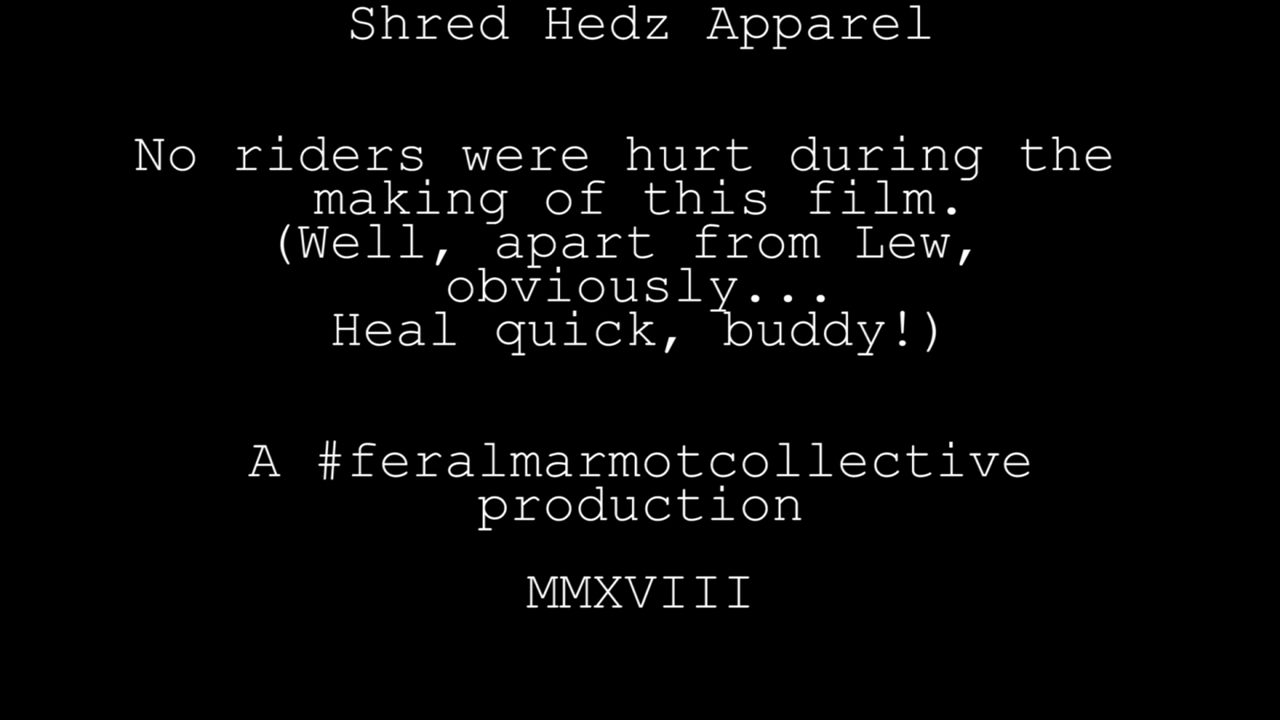 Shred Hedz Apparel
No riders were hurt during the
making of this film.
(Well, apart from Lew,
obviously...
Heal quick, buddy!)
A #feralmarmotcollective
production
MMXVIII